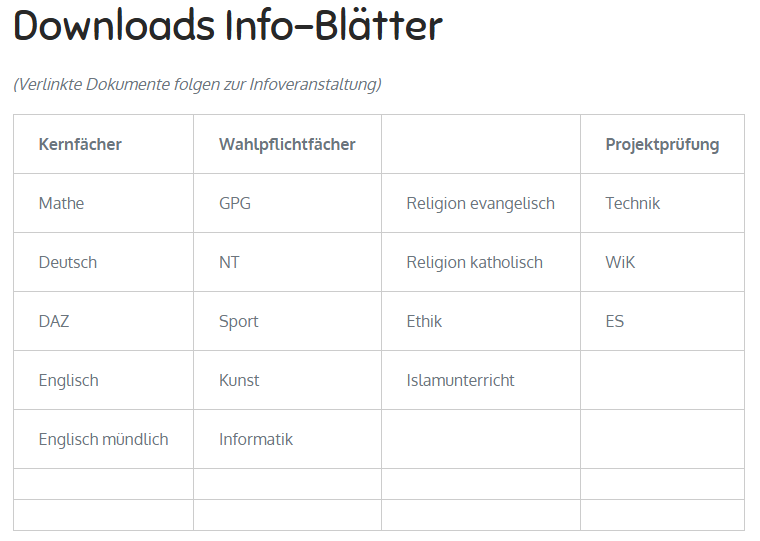 Downloads Info-Blätter
(Verlinkte Dokumente folgen zur Infoveranstaltung)
Kernfächer Wahlpflichtfächer Projektprüfung
Mathe GPG Religion evangelisch Technik
Deutsch NT Religion katholisch WiK
DAZ Sport Ethik ES
Englisch Kunst Islamunterricht
Englisch mündlich Informatik